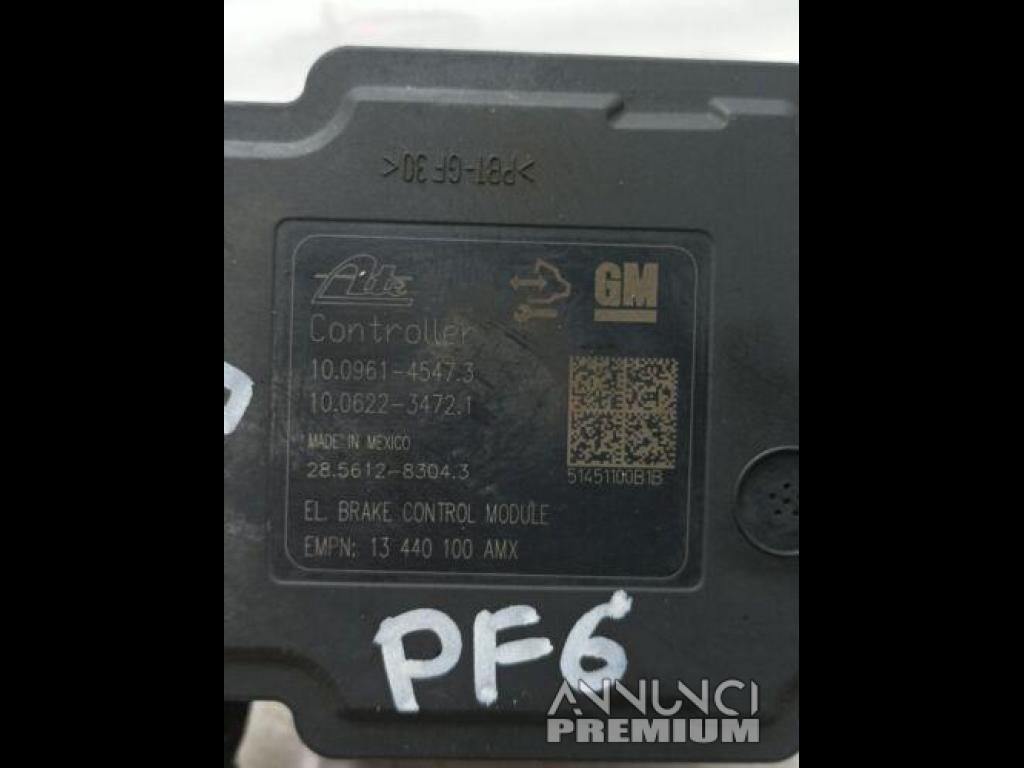 >PBT-GF30<
Ate
GM
Controller
10.0961-4547.3
10.0622-3472.1
MADE IN MEXICO
28.5612-8304.3
51451100B1B
EL. BRAKE CONTROL MODULE
EMPN: 13 440 100 AMX
PF6
ANNUNCI
PREMIUM